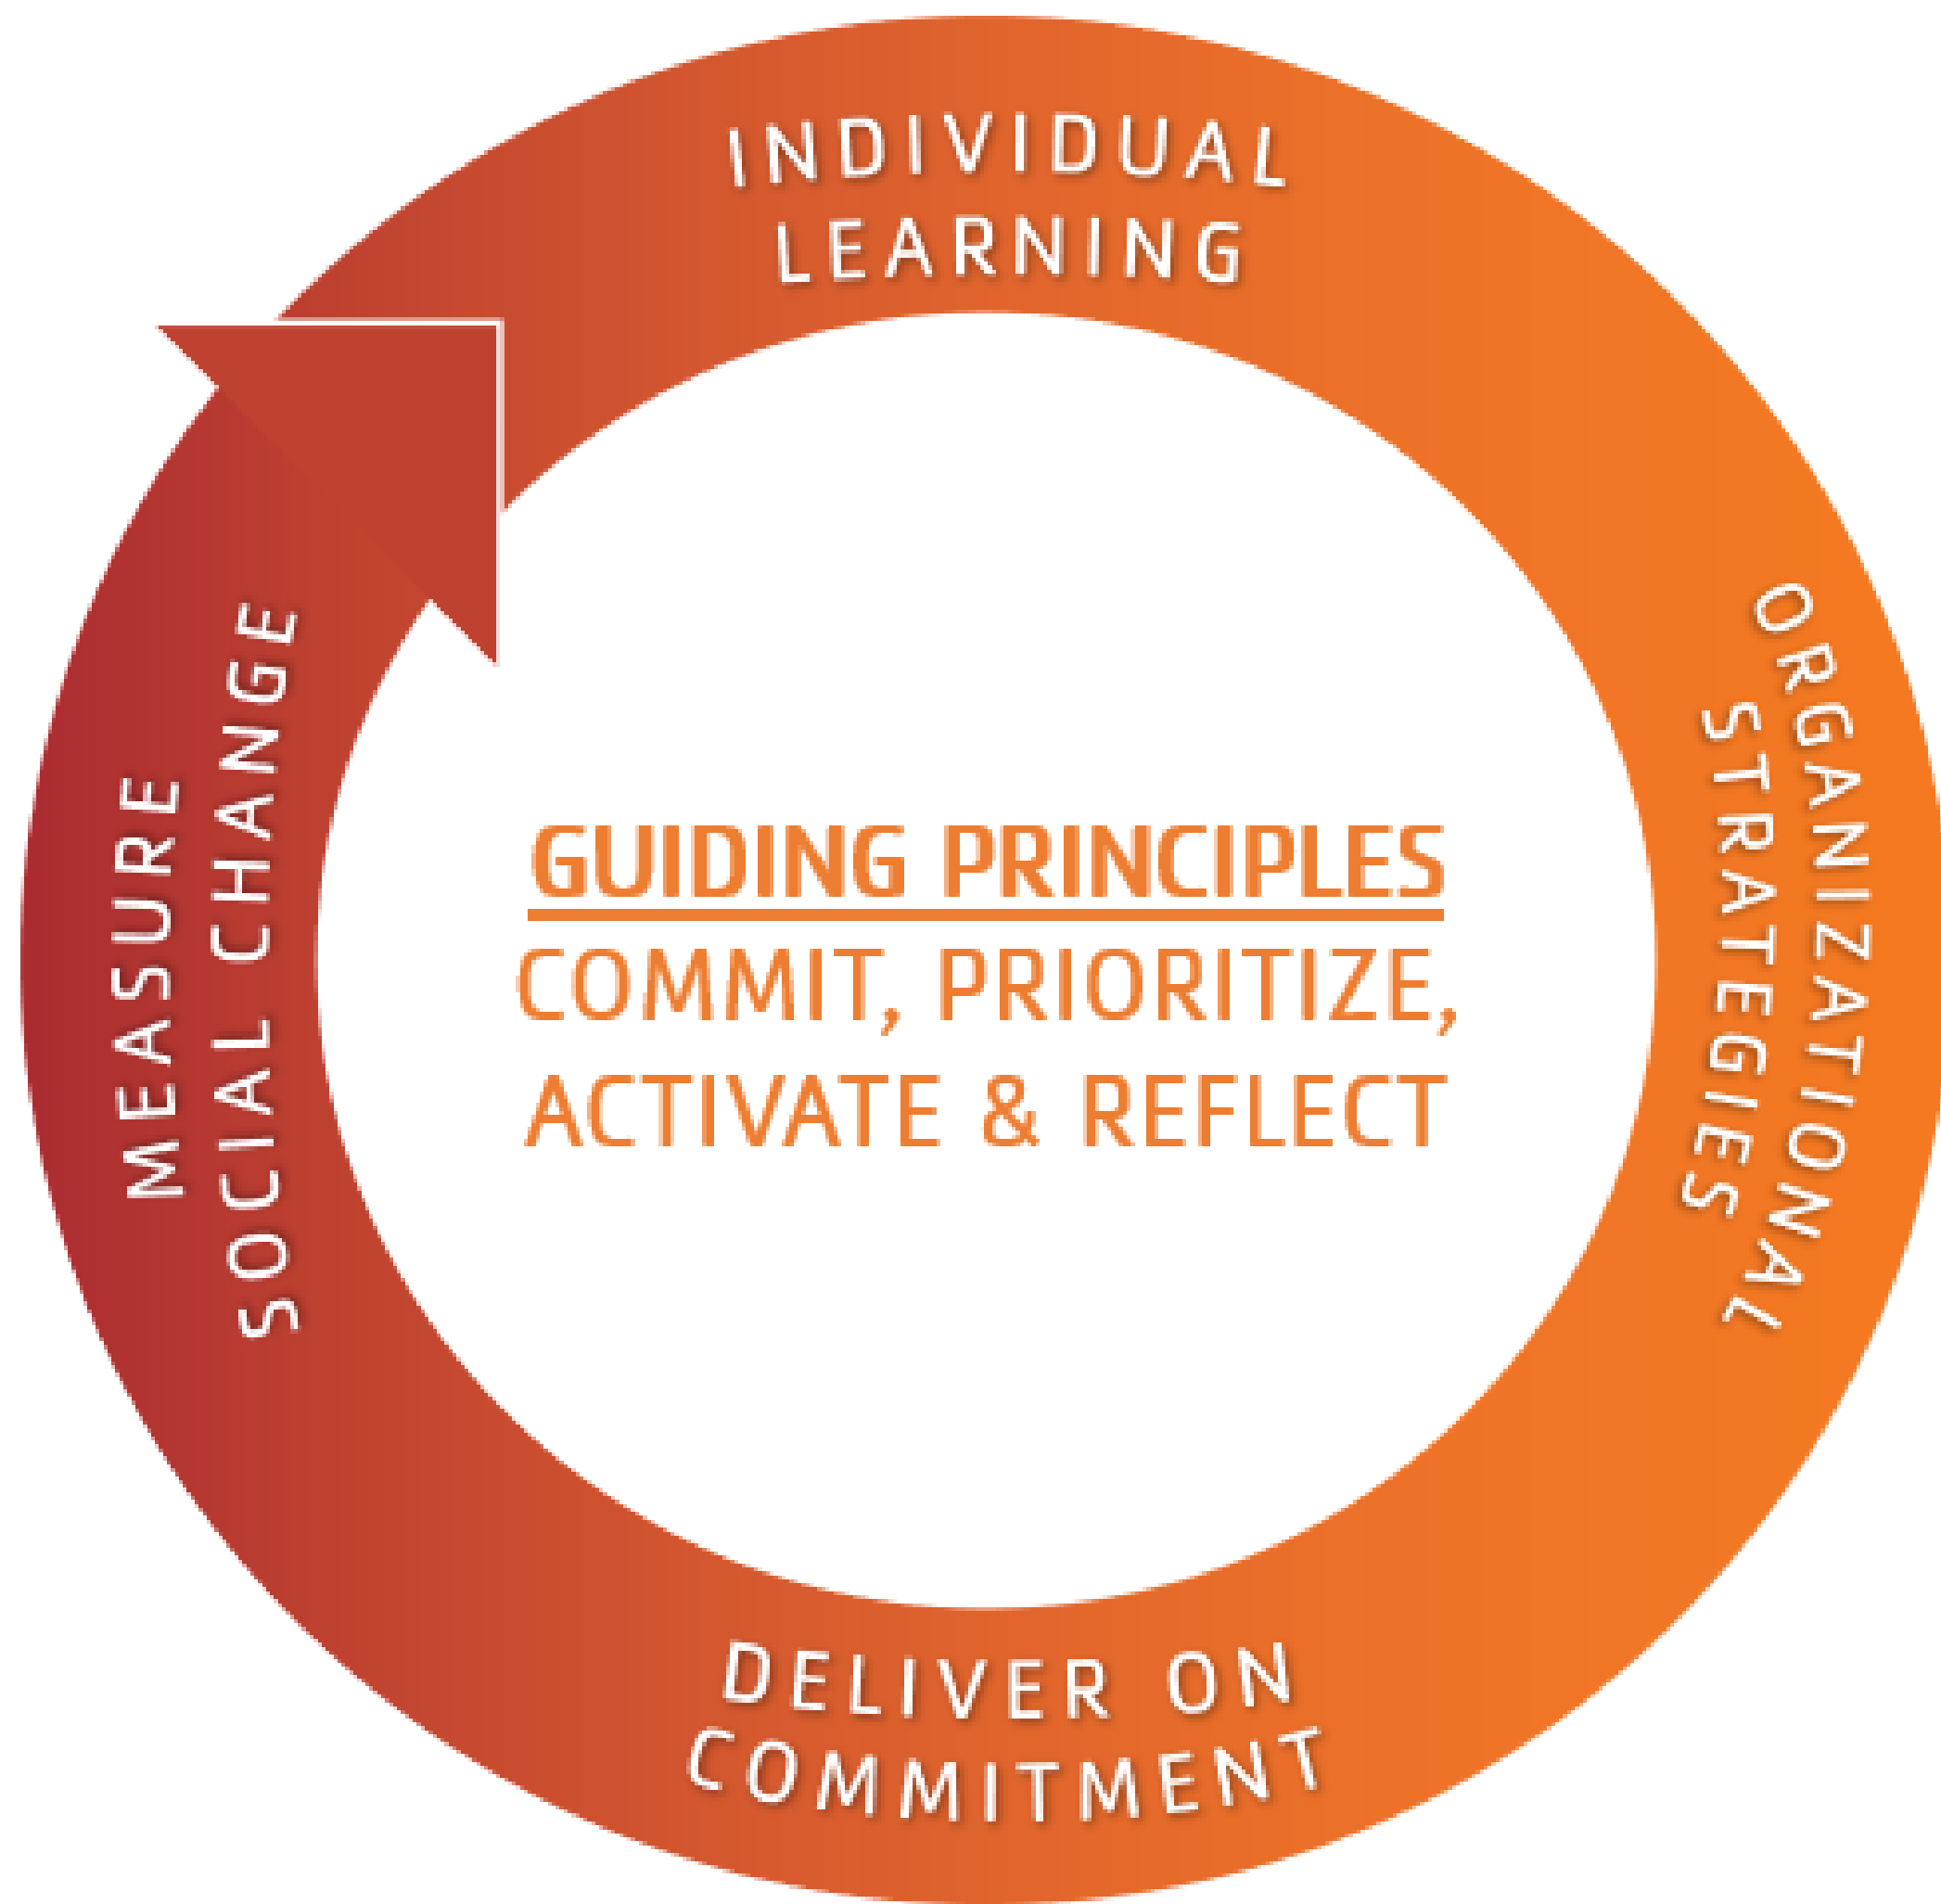 INDIVIDUAL
LEARNING
ORGANIZATIONAL
STRATEGIES
DELIVER ON
COMMITMENT
MEASURE
SOCIAL CHANGE
GUIDING PRINCIPLES
COMMIT, PRIORITIZE,
ACTIVATE & REFLECT